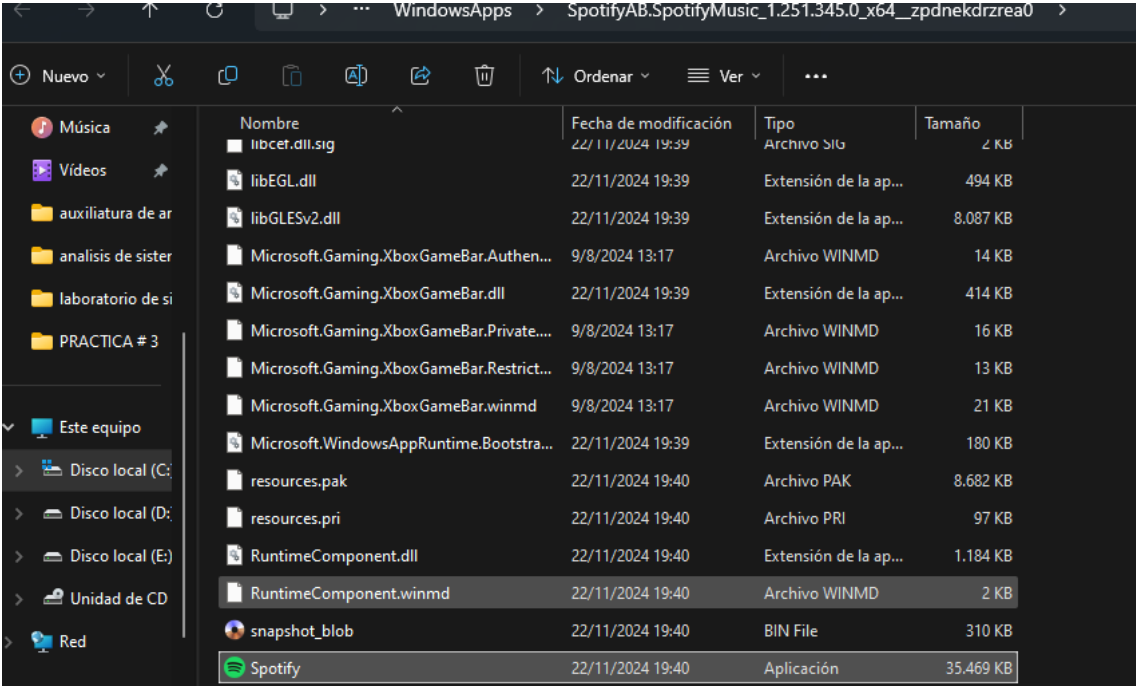 ··· WindowsApps > SpotifyAB.SpotifyMusic_1.251.345.0_x64__zpdnekdrzrea0 >
Nuevo Ordenar Ver ···
Música
Vídeos
auxiliatura de ar
analisis de sister
laboratorio de si
PRACTICA # 3
Este equipo
Disco local (C:)
Disco local (D:)
Disco local (E:)
Unidad de CD
Red
Nombre Fecha de modificación Tipo Tamaño
libcef.dll.sig 22/11/2024 19:39 Archivo SIG 2 KB
libEGL.dll 22/11/2024 19:39 Extensión de la ap... 494 KB
libGLESv2.dll 22/11/2024 19:39 Extensión de la ap... 8.087 KB
Microsoft.Gaming.XboxGameBar.Authen... 9/8/2024 13:17 Archivo WINMD 14 KB
Microsoft.Gaming.XboxGameBar.dll 22/11/2024 19:39 Extensión de la ap... 414 KB
Microsoft.Gaming.XboxGameBar.Private.... 9/8/2024 13:17 Archivo WINMD 16 KB
Microsoft.Gaming.XboxGameBar.Restrict... 9/8/2024 13:17 Archivo WINMD 13 KB
Microsoft.Gaming.XboxGameBar.winmd 9/8/2024 13:17 Archivo WINMD 21 KB
Microsoft.WindowsAppRuntime.Bootstra... 22/11/2024 19:39 Extensión de la ap... 180 KB
resources.pak 22/11/2024 19:40 Archivo PAK 8.682 KB
resources.pri 22/11/2024 19:40 Archivo PRI 97 KB
RuntimeComponent.dll 22/11/2024 19:40 Extensión de la ap... 1.184 KB
RuntimeComponent.winmd 22/11/2024 19:40 Archivo WINMD 2 KB
snapshot_blob 22/11/2024 19:40 BIN File 310 KB
Spotify 22/11/2024 19:40 Aplicación 35.469 KB